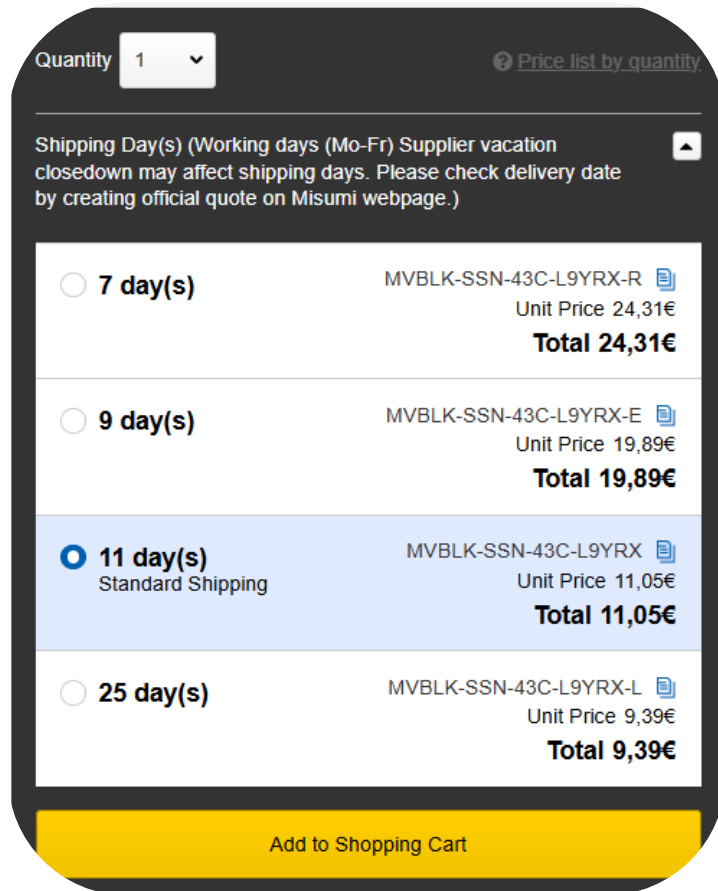 Quantity 1 Price list by quantity
Shipping Day(s) (Working days (Mo-Fr) Supplier vacation
closedown may affect shipping days. Please check delivery date
by creating official quote on Misumi webpage.)
7 day(s) MVBLK-SSN-43C-L9YRX-R
Unit Price 24,31€
Total 24,31€
9 day(s) MVBLK-SSN-43C-L9YRX-E
Unit Price 19,89€
Total 19,89€
11 day(s) MVBLK-SSN-43C-L9YRX
Standard Shipping Unit Price 11,05€
Total 11,05€
25 day(s) MVBLK-SSN-43C-L9YRX-L
Unit Price 9,39€
Total 9,39€
Add to Shopping Cart